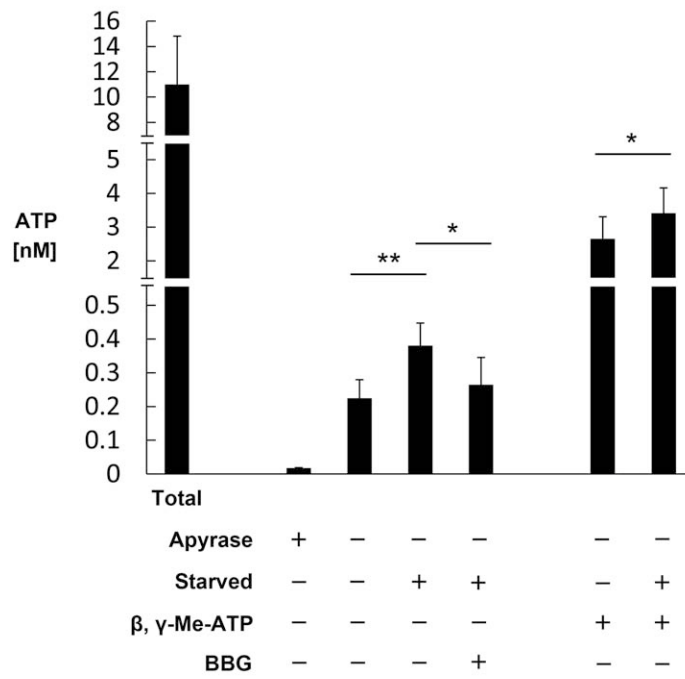 16
14
12
10
8
5
4
3
2
0.5
0.4
0.3
0.2
0.1
0
ATP
[nM]
*
*
**
Total
Apyrase + – – – – –
Starved – – + + – +
β, γ-Me-ATP – – – – + +
BBG – – – + – –